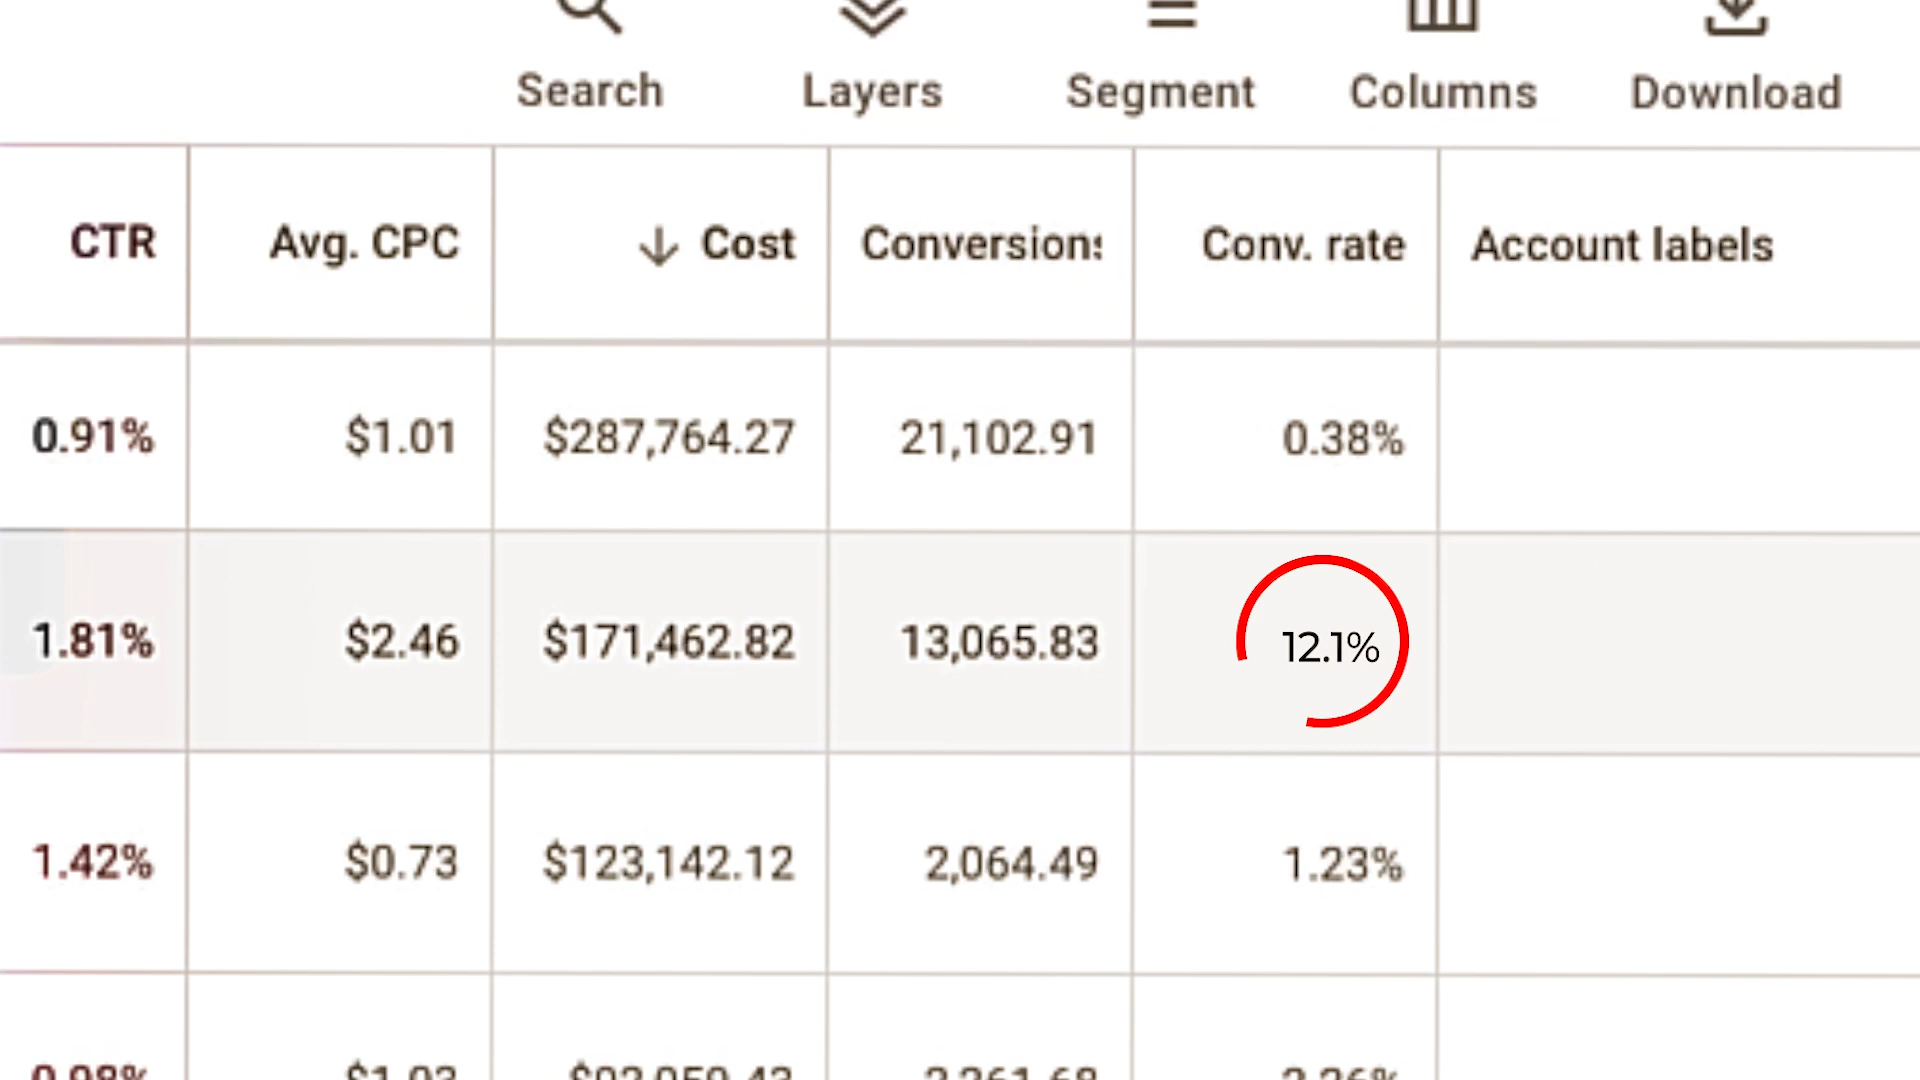 Search Layers Segment Columns Download
CTR Avg. CPC Cost Conversions Conv. rate Account labels
0.91% $1.01 $287,764.27 21,102.91 0.38%
1.81% $2.46 $171,462.82 13,065.83 12.1%
1.42% $0.73 $123,142.12 2,064.49 1.23%